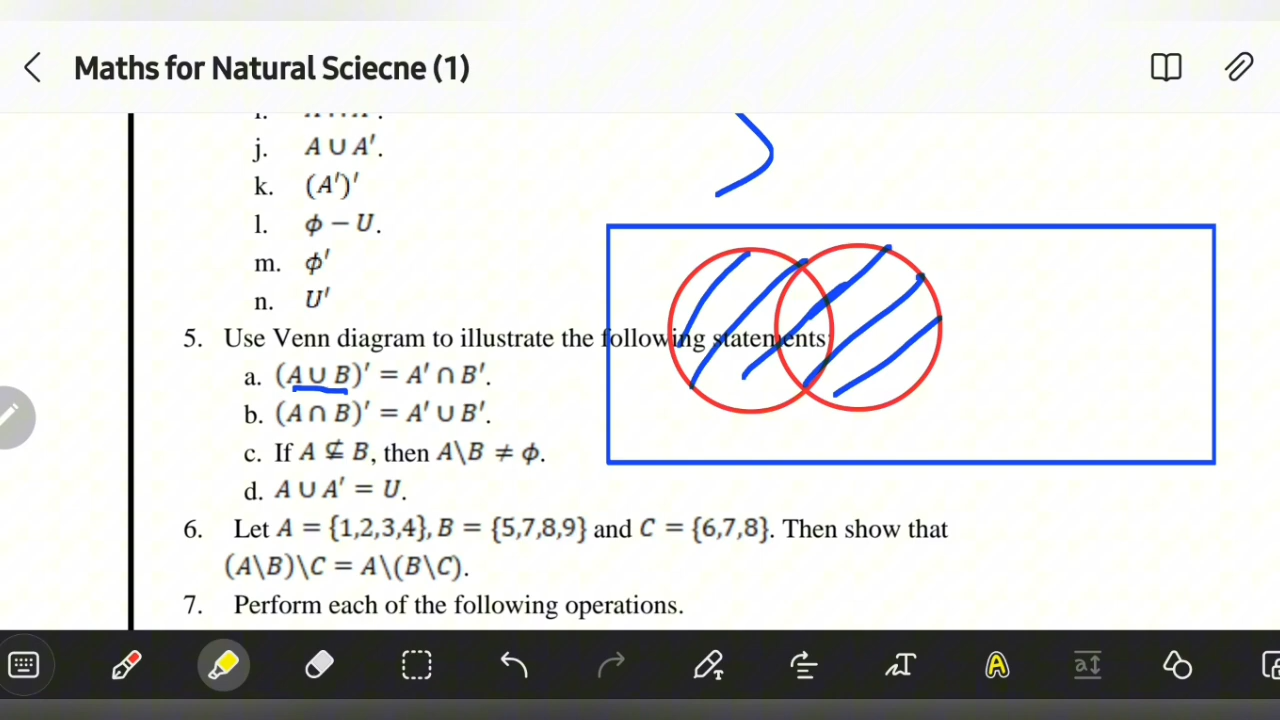 Maths for Natural Sciecne (1)
j. A ∪ A′.
k. (A′)′
l. ϕ − U.
m. ϕ′
n. U′
5. Use Venn diagram to illustrate the following statements
a. (A ∪ B)′ = A′ ∩ B′.
b. (A ∩ B)′ = A′ ∪ B′.
c. If A ⊈ B, then A\B ≠ ϕ.
d. A ∪ A′ = U.
6. Let A = {1,2,3,4}, B = {5,7,8,9} and C = {6,7,8}. Then show that
(A\B)\C = A\(B\C).
7. Perform each of the following operations.